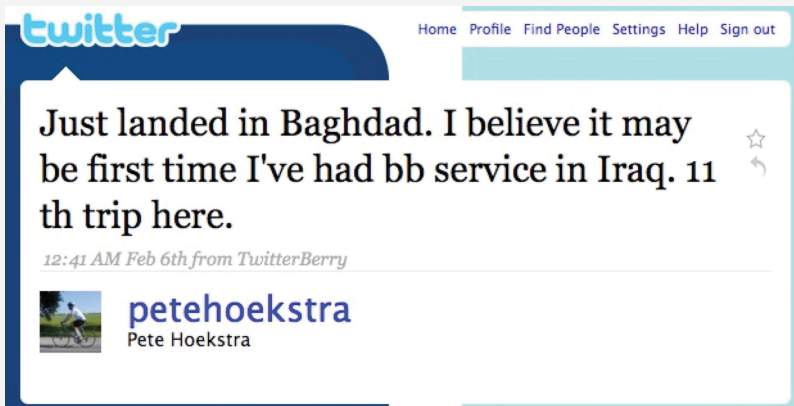 twitter
Home Profile Find People Settings Help Sign out
Just landed in Baghdad. I believe it may
be first time I've had bb service in Iraq. 11
th trip here.
12:41 AM Feb 6th from TwitterBerry
petehoekstra
Pete Hoekstra